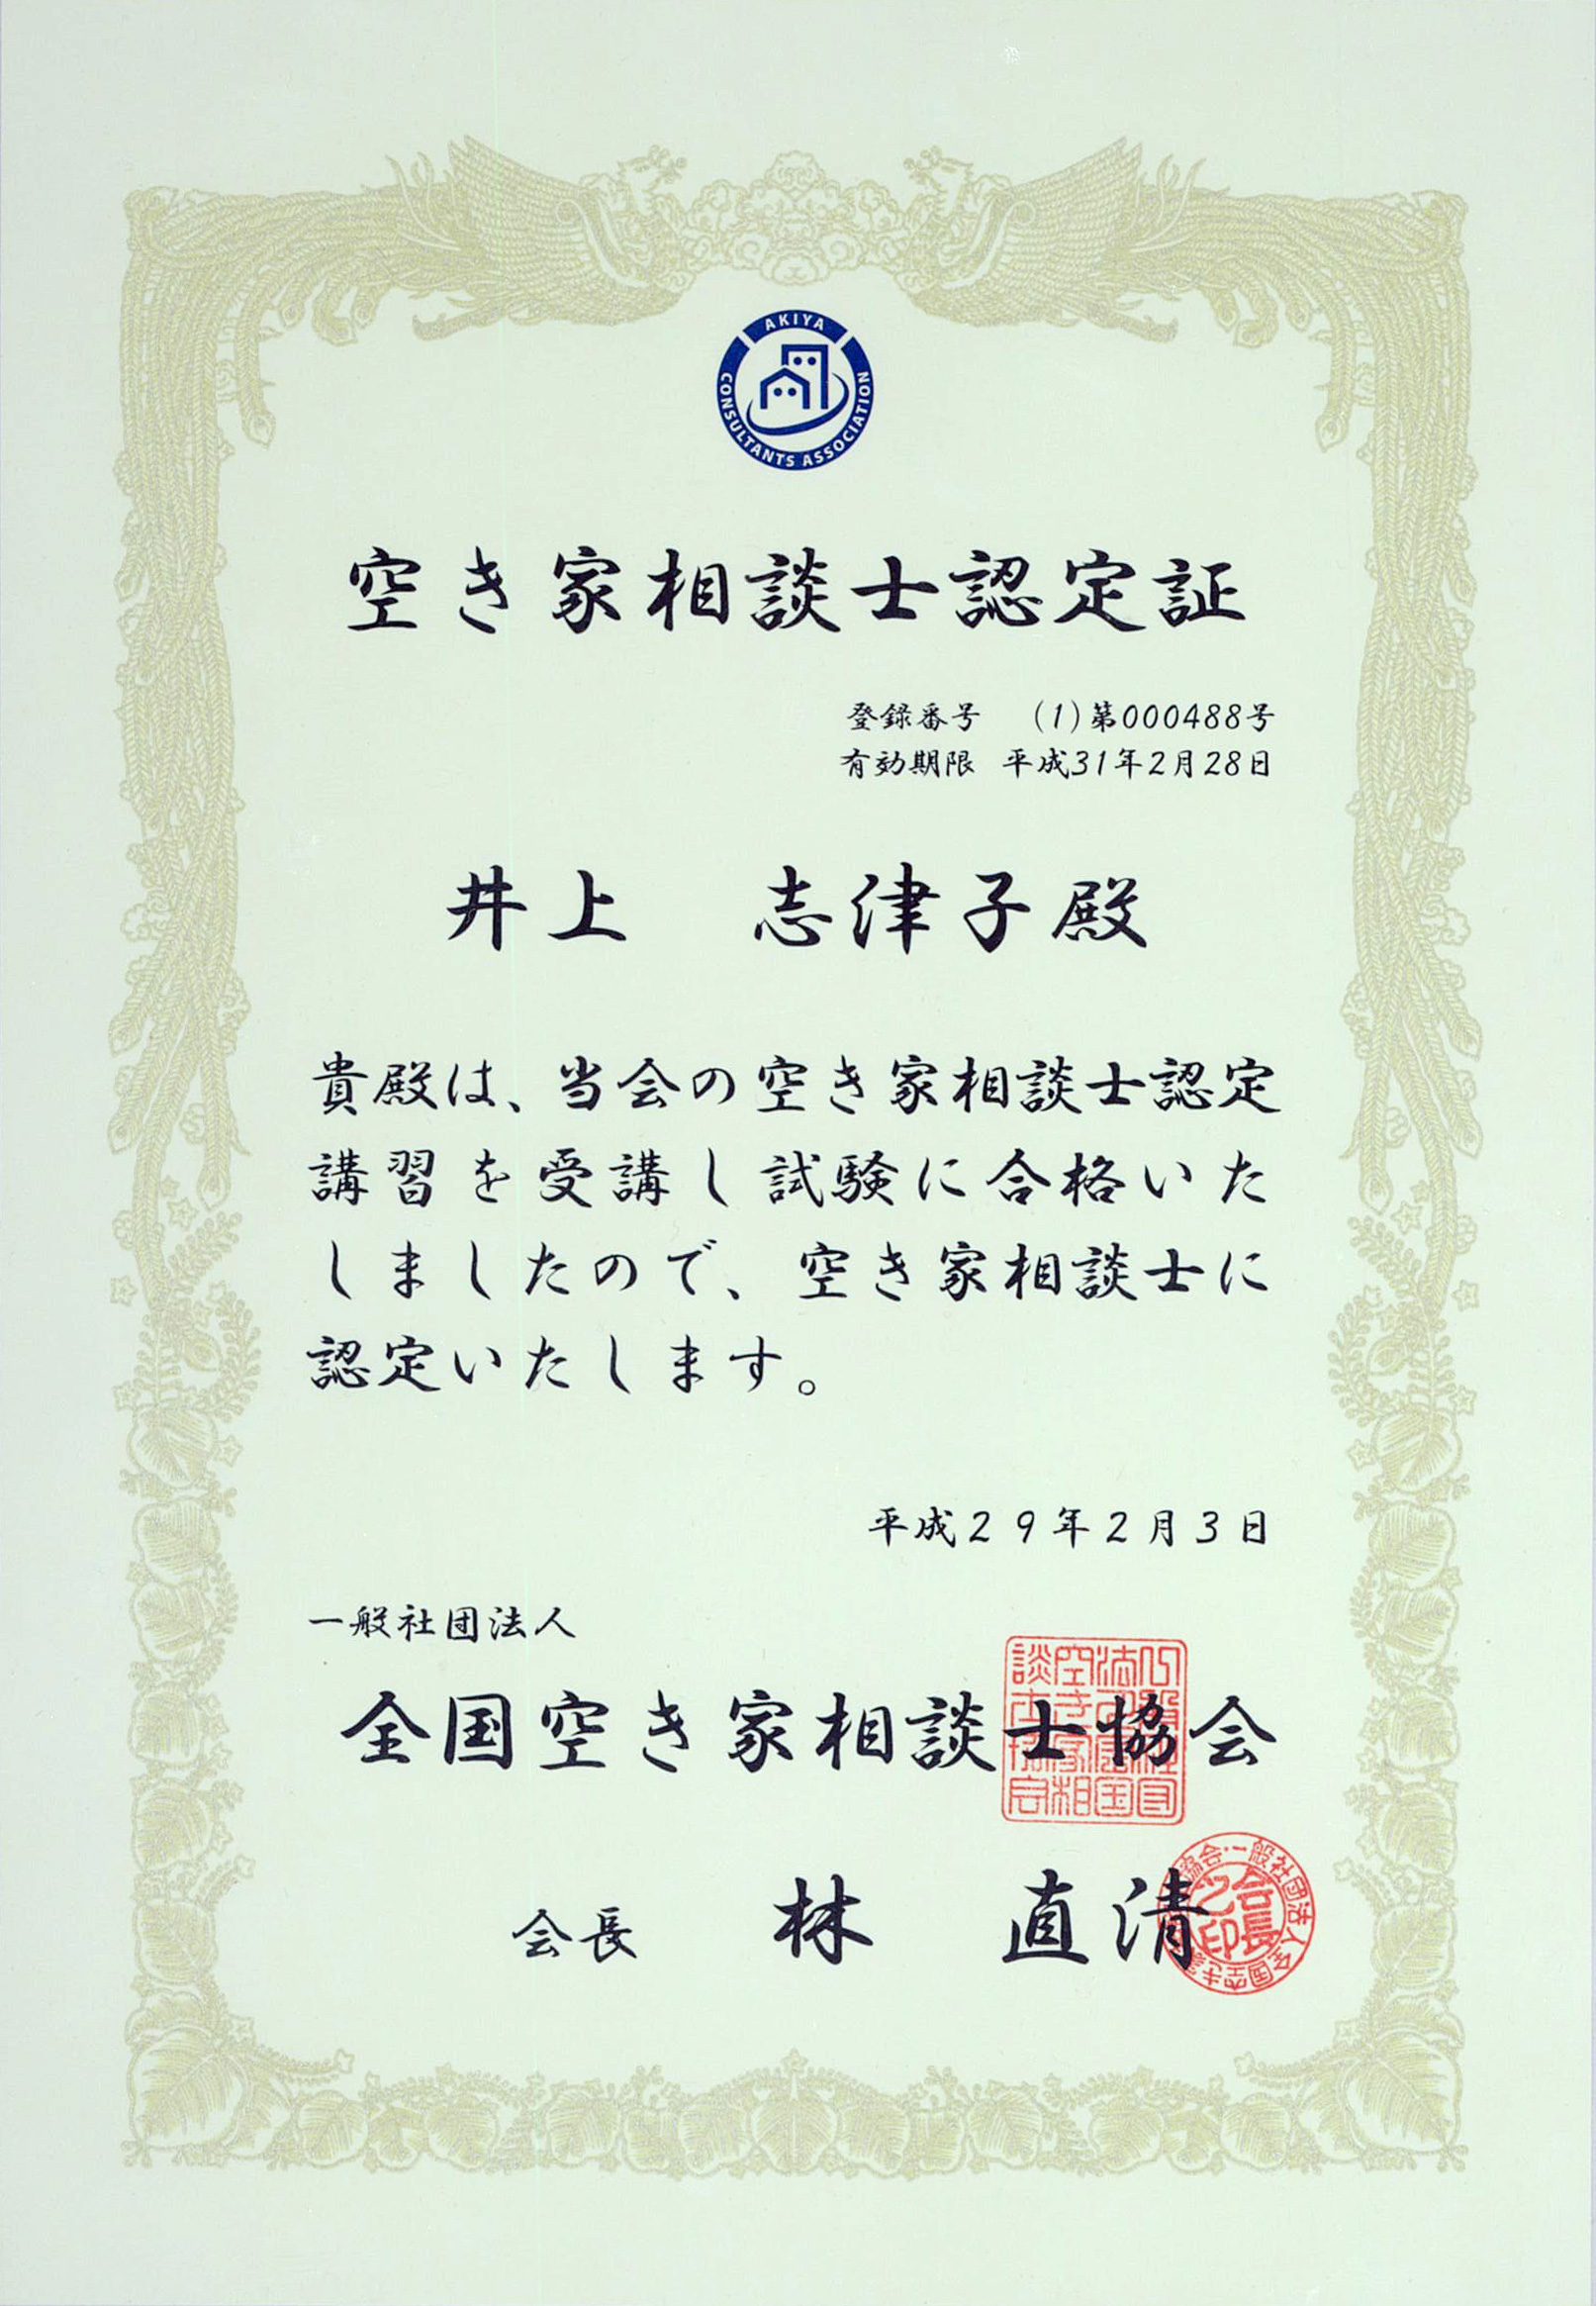 AKIYA
CONSULTANTS ASSOCIATION
空き家相談士認定証
登録番号 (1)第000488号
有効期限 平成31年2月28日
井上 志津子殿
貴殿は、当会の空き家相談士認定
講習を受講し試験に合格いた
しましたので、空き家相談士に
認定いたします。
平成29年2月3日
一般社団法人
全国空き家相談士協会
会長 林 直清